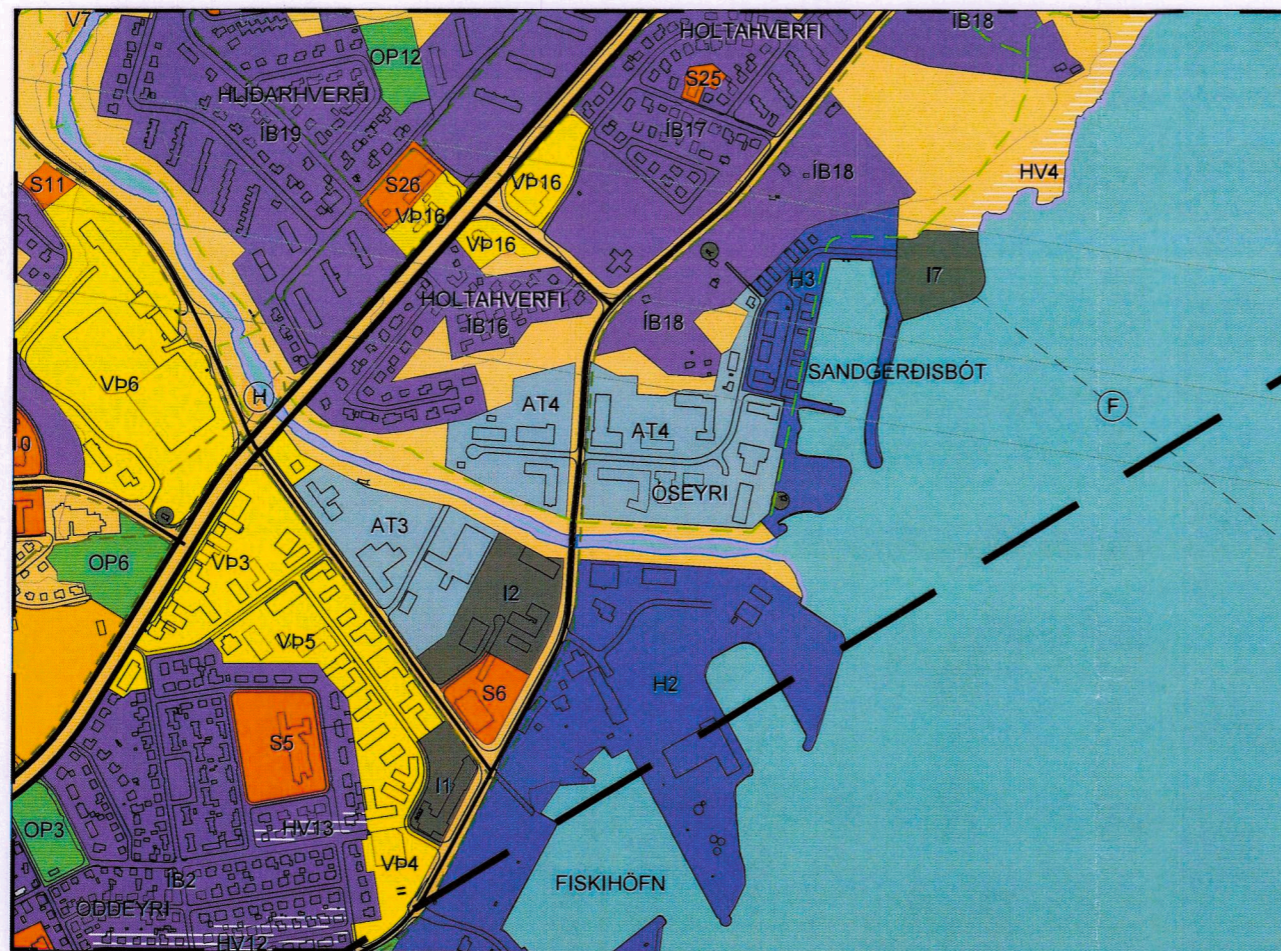 V7
HOLTAHVERFI
ÍB18
OP12
S25
HLÍÐARHVERFI
ÍB19
ÍB17
S11
S26
VÞ16
VÞ16
ÍB18
HV4
VÞ16
H3
I7
HOLTAHVERFI
ÍB16
ÍB18
SANDGERÐISBÓT
VÞ6
H
AT4
F
AT4
ÓSEYRI
AT3
OP6
VÞ3
I2
VÞ5
H2
S6
S5
I1
OP3
HV13
VÞ4
ÍB2
FISKIHÖFN
ODDEYRI
HV12